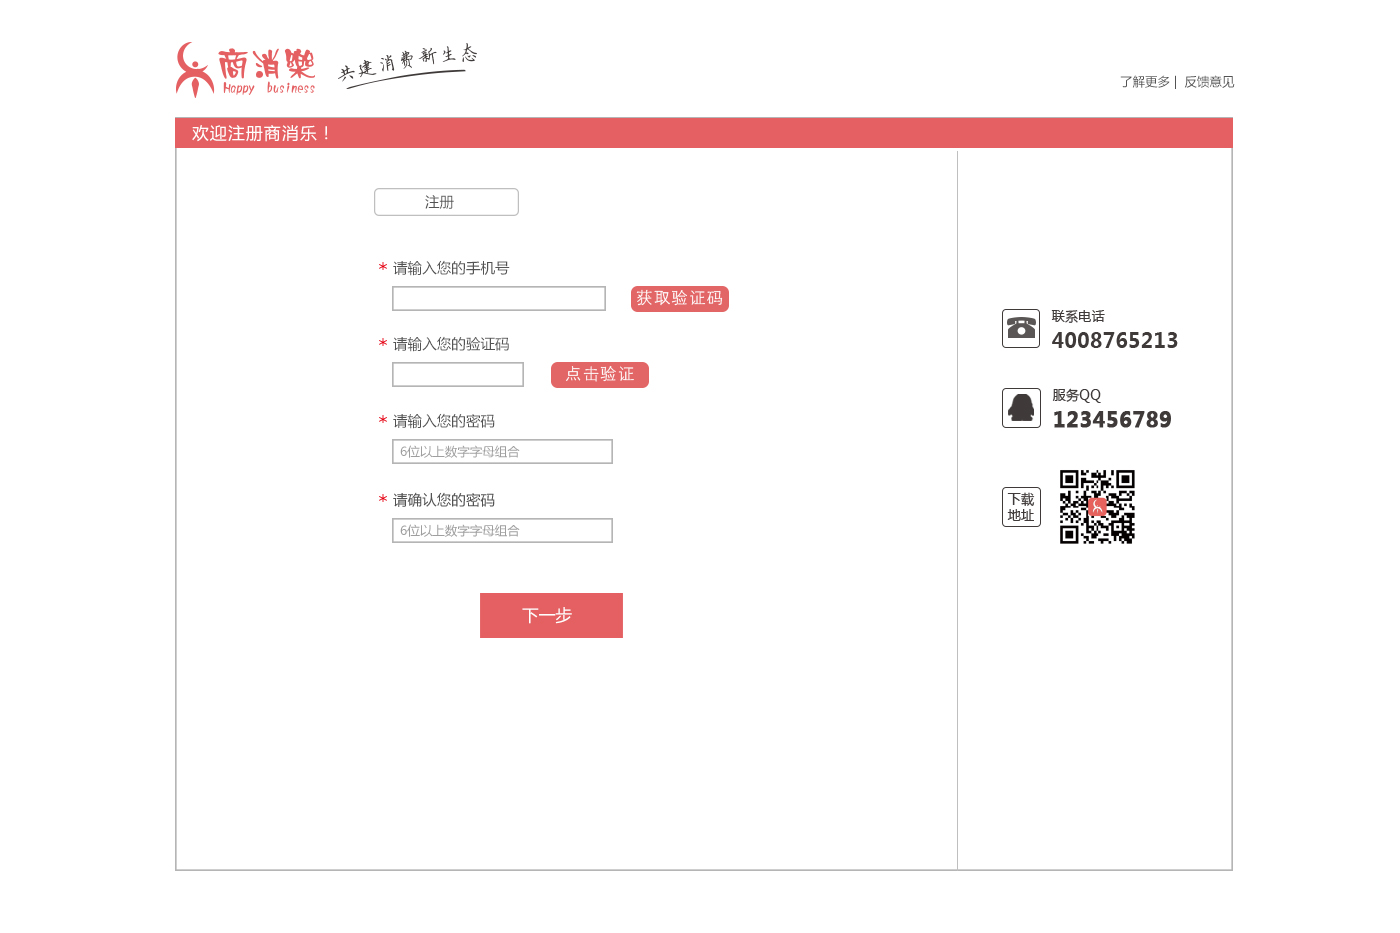 商消樂
Happy business
共建消费新生态
了解更多 | 反馈意见
欢迎注册商消乐！
注册
* 请输入您的手机号
获取验证码
* 请输入您的验证码
点击验证
* 请输入您的密码
6位以上数字字母组合
* 请确认您的密码
6位以上数字字母组合
下一步
联系电话
4008765213
服务QQ
123456789
下载
地址